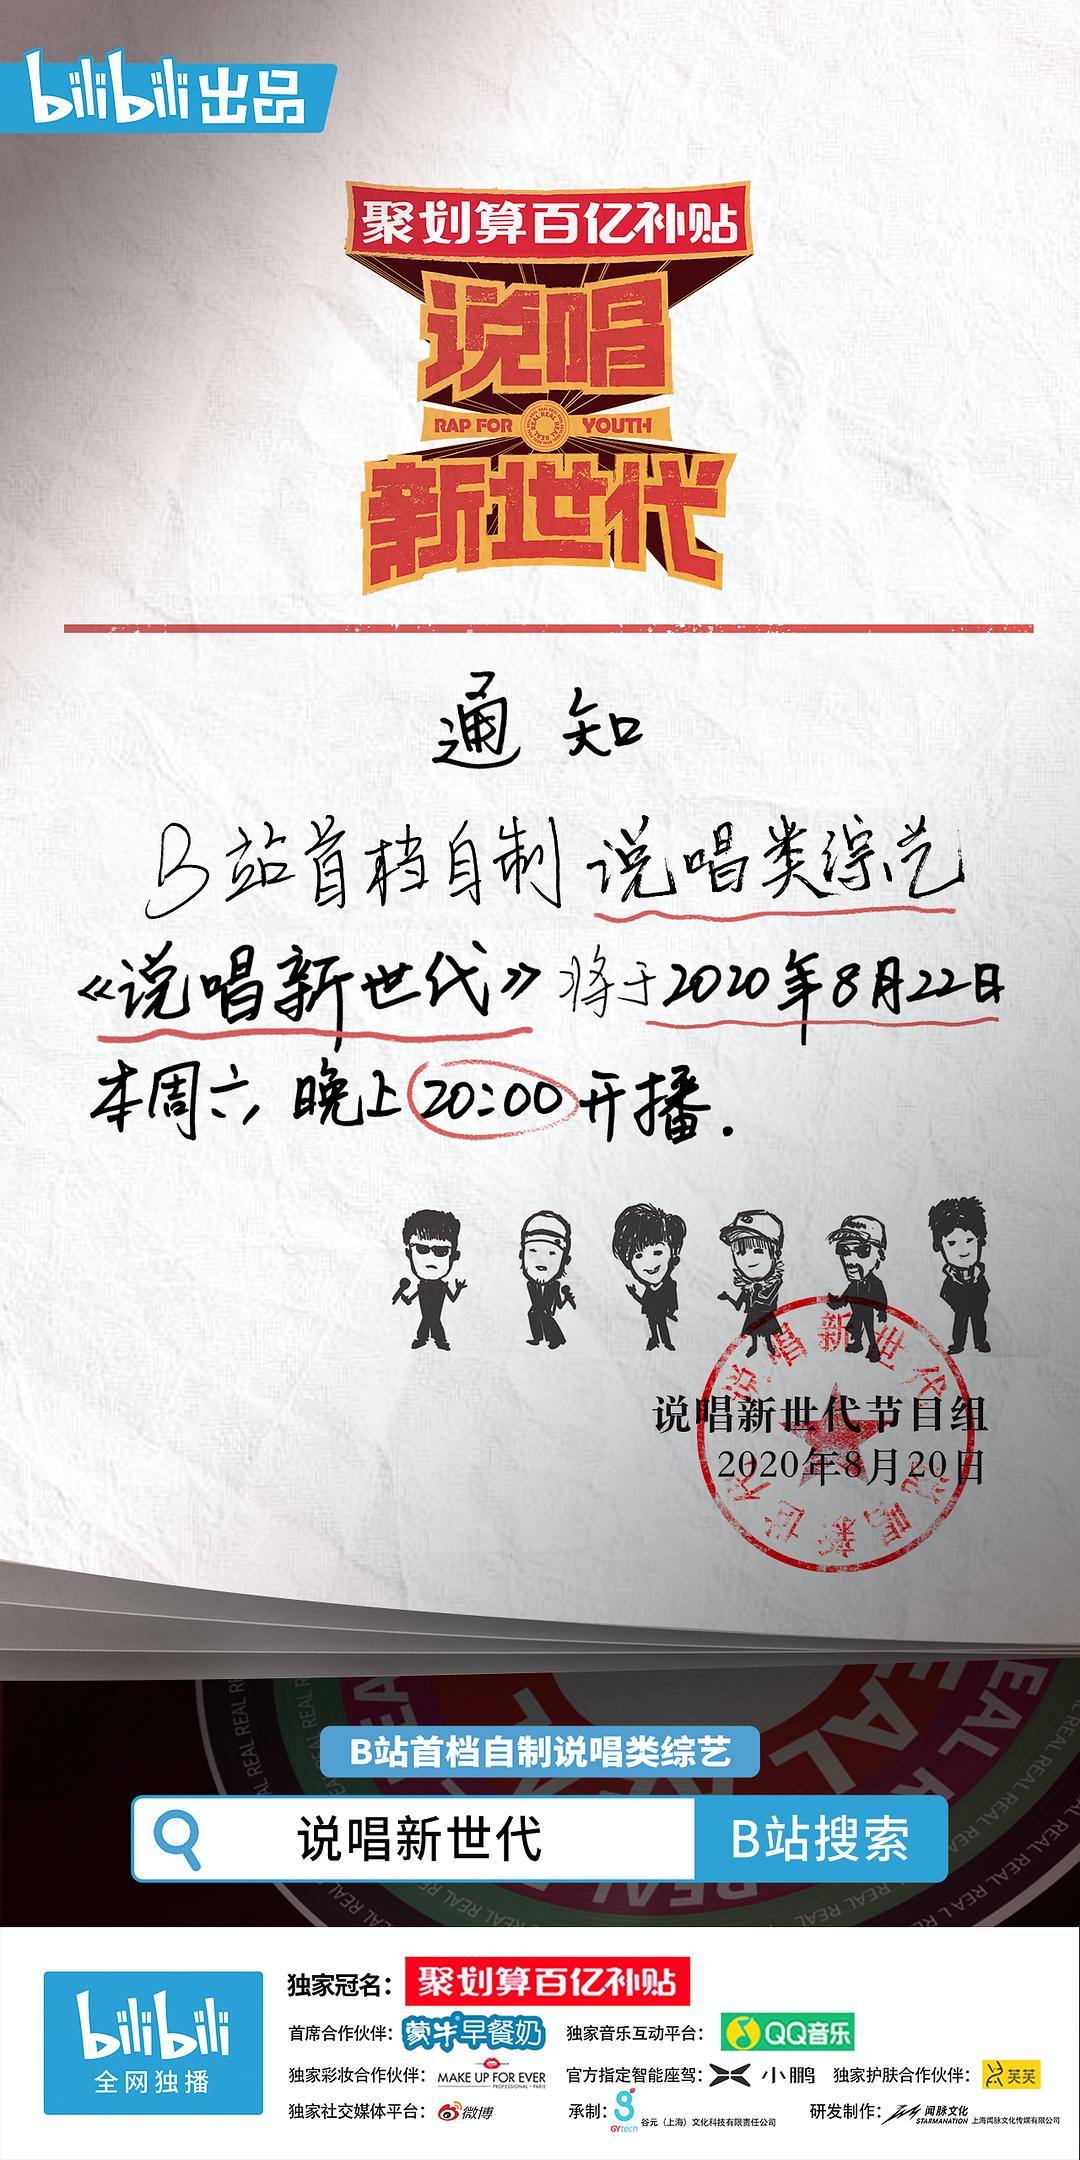 bilibili 出品
聚划算百亿补贴
说唱
RAP FOR YOUTH
新世代
通知
B站首档自制说唱类综艺
《说唱新世代》将于2020年8月22日
本周六,晚上20:00开播.
说唱新世代
说唱新世代节目组
2020年8月20日
说唱新世代
B站首档自制说唱类综艺
说唱新世代 B站搜索
bilibili
全网独播
独家冠名: 聚划算百亿补贴
首席合作伙伴: 蒙牛早餐奶 独家音乐互动平台: QQ音乐
独家彩妆合作伙伴: MAKE UP FOR EVER PROFESSIONAL - PARIS 官方指定智能座驾: 小鹏 独家护肤合作伙伴: 芙芙
独家社交媒体平台: 微博 承制: GYtech 谷元(上海)文化科技有限责任公司 研发制作: 闻脉文化 STARMANATION 上海闻脉文化传媒有限公司